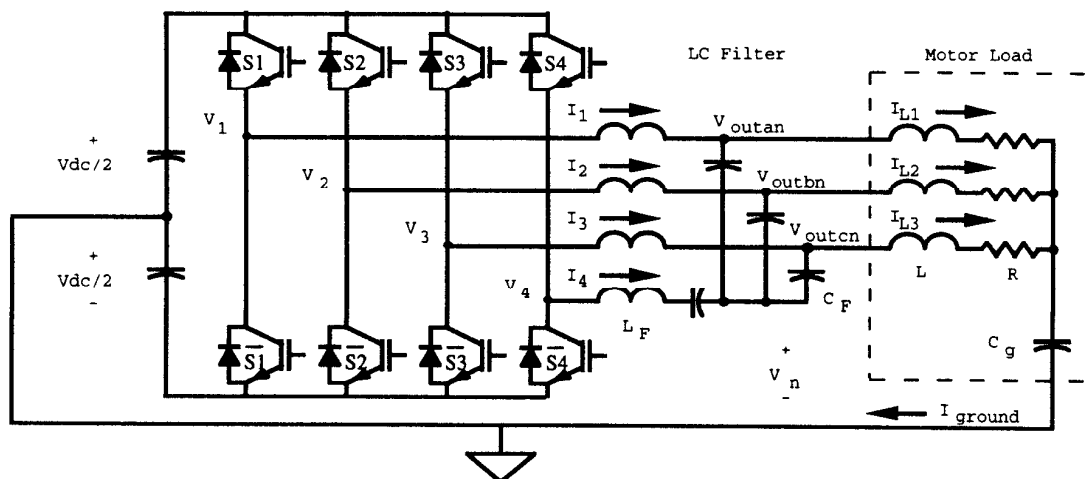 S1 S2 S3 S4
LC Filter
Motor Load
V1
V2
V3
V4
+
Vdc/2
+
Vdc/2
-
I1
I2
I3
I4
LF
Voutan
Voutbn
Voutcn
CF
IL1
IL2
IL3
L R
S̅1̅ S̅2̅ S̅3̅ S̅4̅
+
Vn
-
Cg
Iground